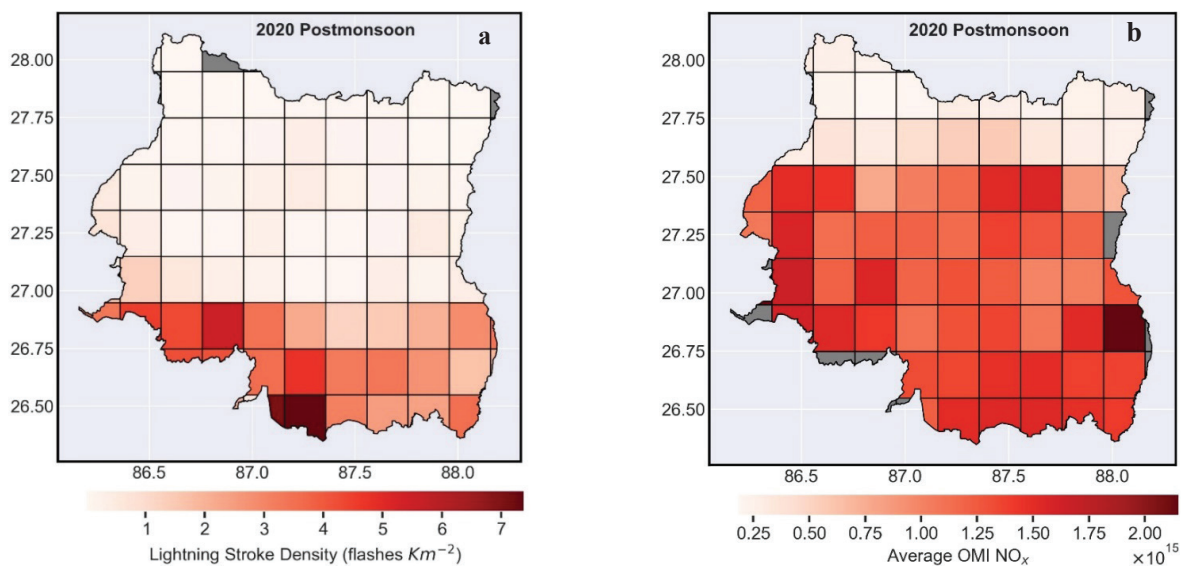 2020 Postmonsoon a
28.00
27.75
27.50
27.25
27.00
26.75
26.50
86.5 87.0 87.5 88.0
1 2 3 4 5 6 7
Lightning Stroke Density (flashes Km⁻²)
2020 Postmonsoon b
28.00
27.75
27.50
27.25
27.00
26.75
26.50
86.5 87.0 87.5 88.0
0.25 0.50 0.75 1.00 1.25 1.50 1.75 2.00
Average OMI NOₓ ×10¹⁵